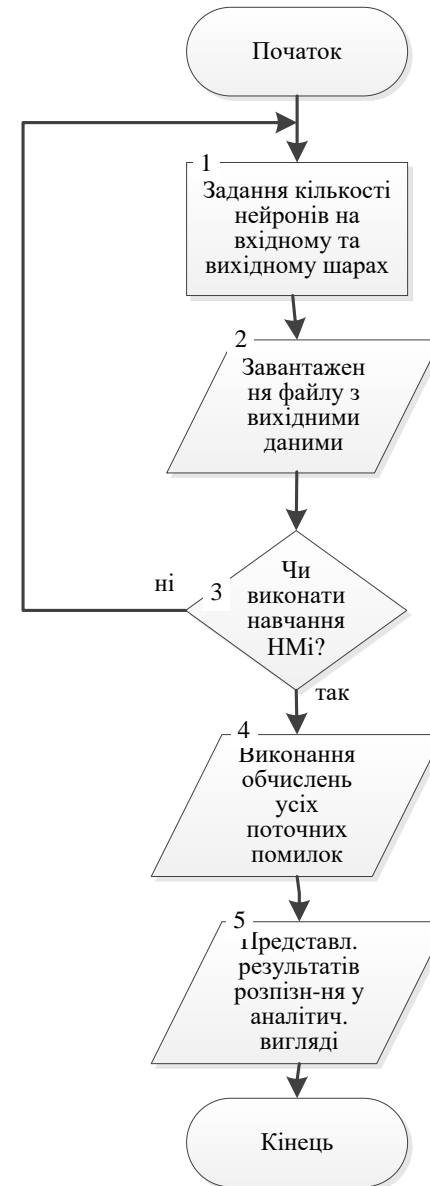 Початок
1
Задання кількості
нейронів на
вхідному та
вихідному шарах
2
Завантажен
ня файлу з
вихідними
даними
ні
3
Чи
виконати
навчання
НМі?
так
4
Виконання
обчислень
усіх
поточних
помилок
5
Представл.
результатів
розпізн-ня у
аналітич.
вигляді
Кінець